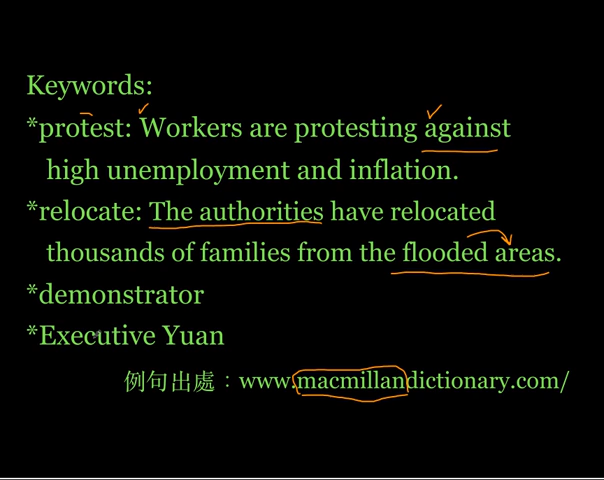 Keywords:
*protest: Workers are protesting against
high unemployment and inflation.
*relocate: The authorities have relocated
thousands of families from the flooded areas.
*demonstrator
*Executive Yuan
例句出處：www.macmillandictionary.com/